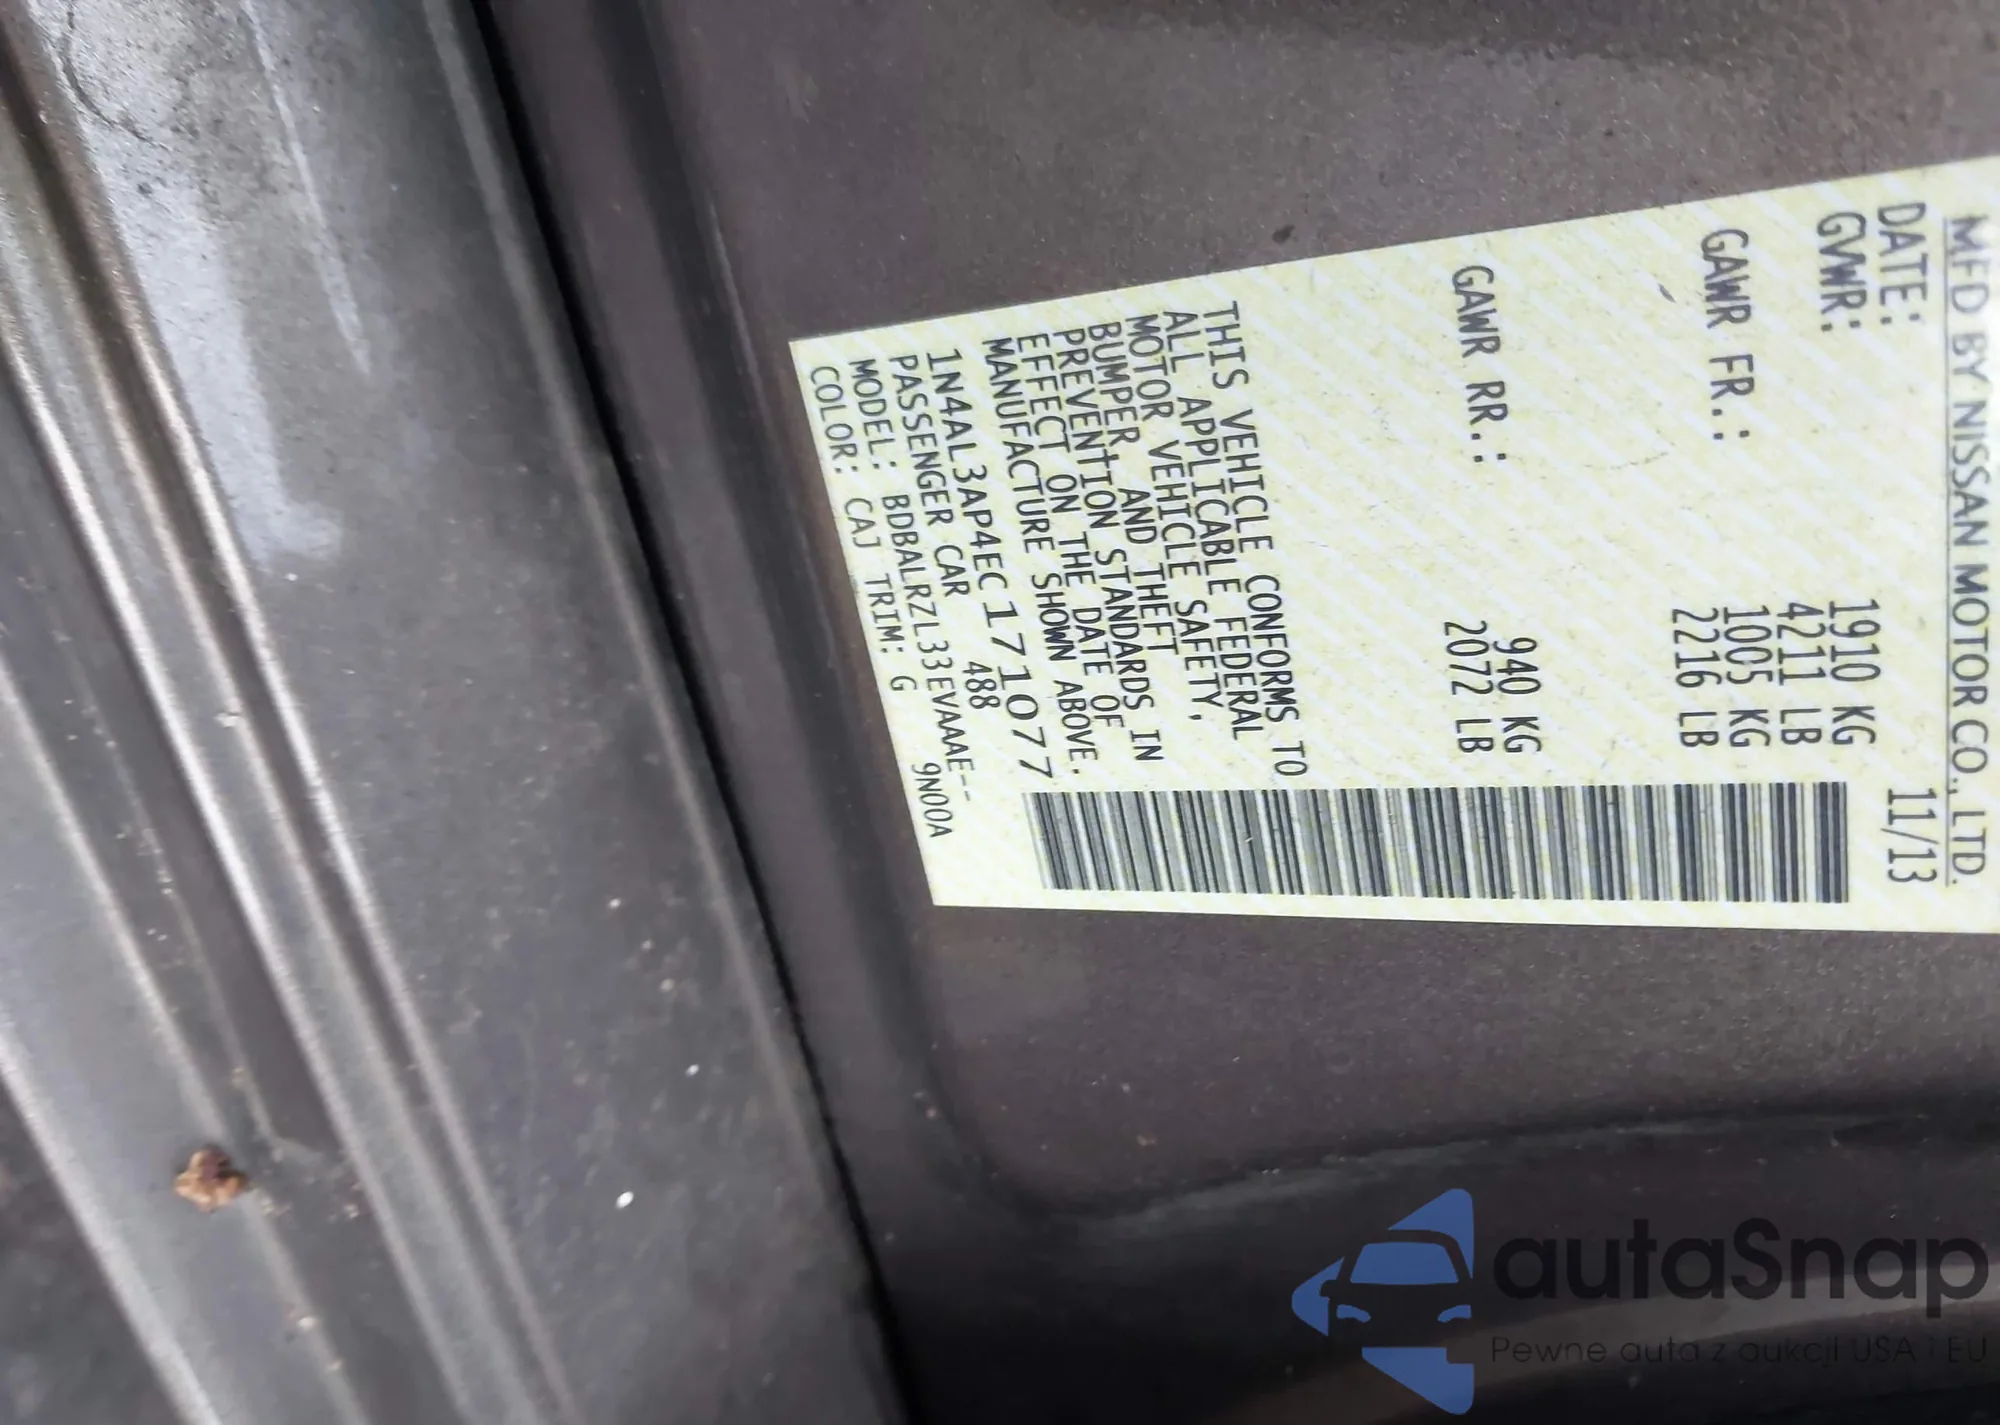 MFD BY NISSAN MOTOR CO., LTD.
DATE: 11/13
GVWR: 1910 KG
4211 LB
GAWR FR.: 1005 KG
2216 LB
GAWR RR.: 940 KG
2072 LB
THIS VEHICLE CONFORMS TO
ALL APPLICABLE FEDERAL
MOTOR VEHICLE SAFETY,
BUMPER, AND THEFT
PREVENTION STANDARDS IN
EFFECT ON THE DATE OF
MANUFACTURE SHOWN ABOVE.
1N4AL3AP4EC171077
PASSENGER CAR 488
MODEL: BDBALRZL33EVAAAE--
COLOR: CAJ TRIM: G 9N00A
autaSnap
Pewne auta z aukcji USA i EU